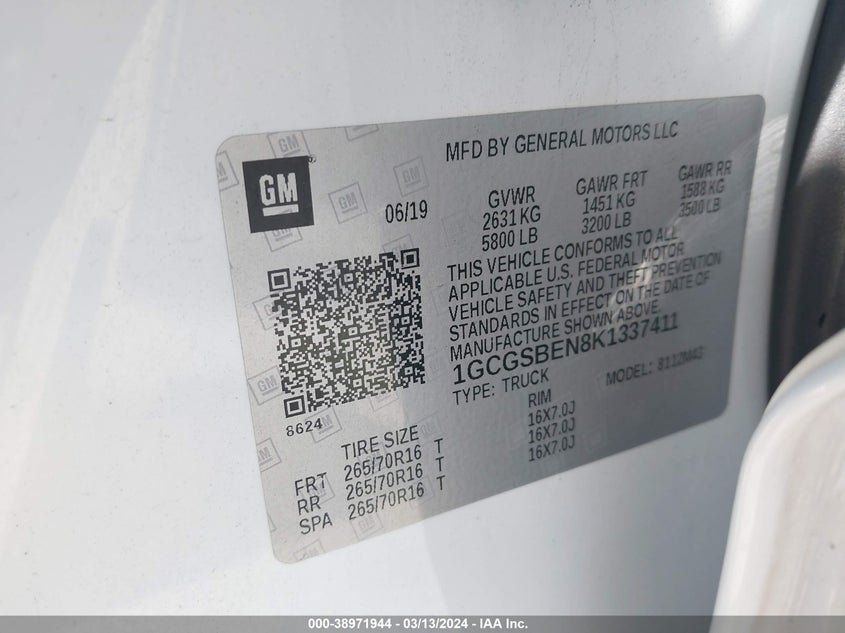 GM
MFD BY GENERAL MOTORS LLC
06/19
GVWR
2631 KG
5800 LB
GAWR FRT
1451 KG
3200 LB
GAWR RR
1588 KG
3500 LB
THIS VEHICLE CONFORMS TO ALL
APPLICABLE U.S. FEDERAL MOTOR
VEHICLE SAFETY AND THEFT PREVENTION
STANDARDS IN EFFECT ON THE DATE OF
MANUFACTURE SHOWN ABOVE.
1GCGSBEN8K1337411
TYPE: TRUCK
MODEL: 8112M43
8624
TIRE SIZE
RIM
FRT 265/70R16 T 16X7.0J
RR 265/70R16 T 16X7.0J
SPA 265/70R16 T 16X7.0J
000-38971944 - 03/13/2024 - IAA Inc.